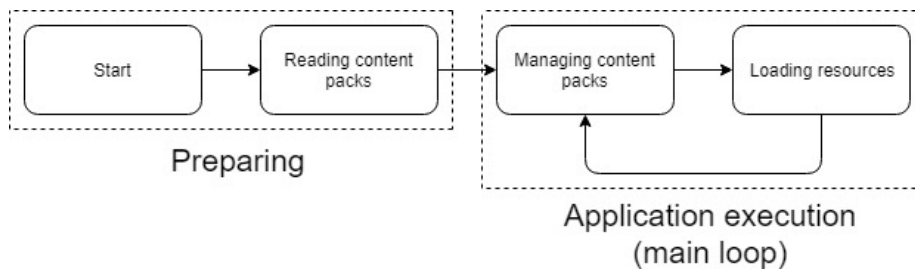 Start
Reading content
packs
Managing content
packs
Loading resources
Preparing
Application execution
(main loop)